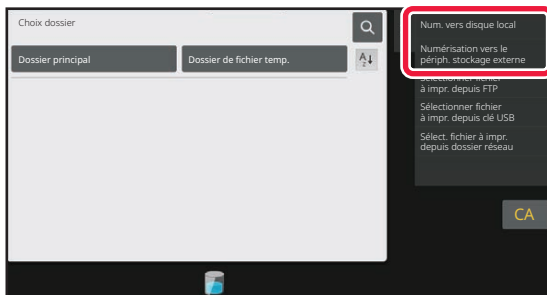 Choix dossier
Dossier principal
Dossier de fichier temp.
Num. vers disque local
Numérisation vers le
périph. stockage externe
Sélectionner fichier
à impr. depuis FTP
Sélectionner fichier
à impr. depuis clé USB
Sélect. fichier à impr.
depuis dossier réseau
CA